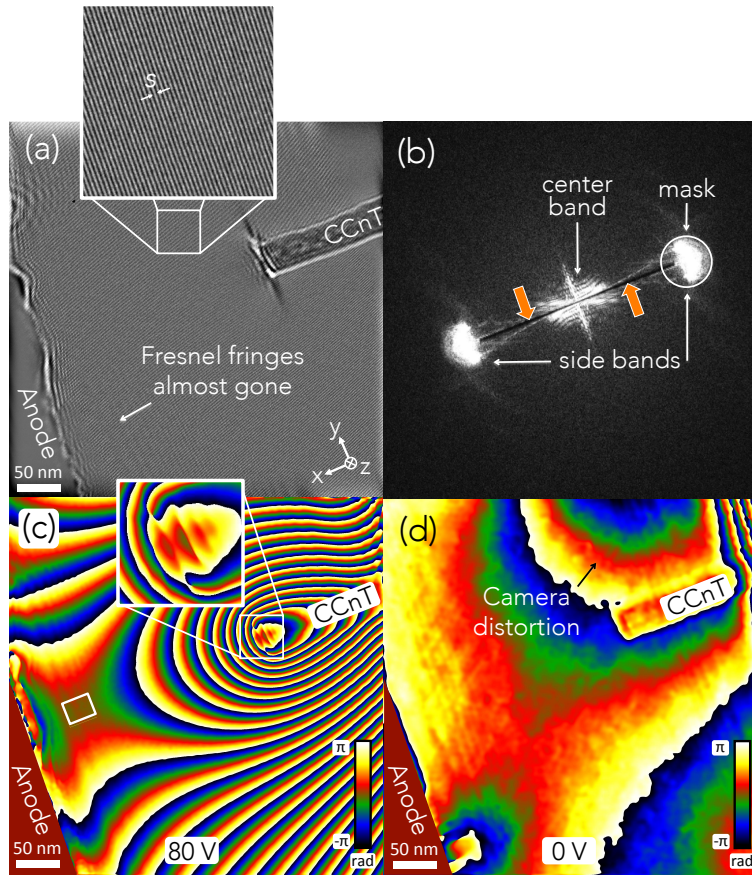 (a)
s
CCnT
Fresnel fringes
almost gone
Anode
50 nm
y
x
z
(b)
center
band
mask
side bands
(c)
CCnT
Anode
50 nm
80 V
π
-π
rad
(d)
Camera
distortion
CCnT
Anode
50 nm
0 V
π
-π
rad